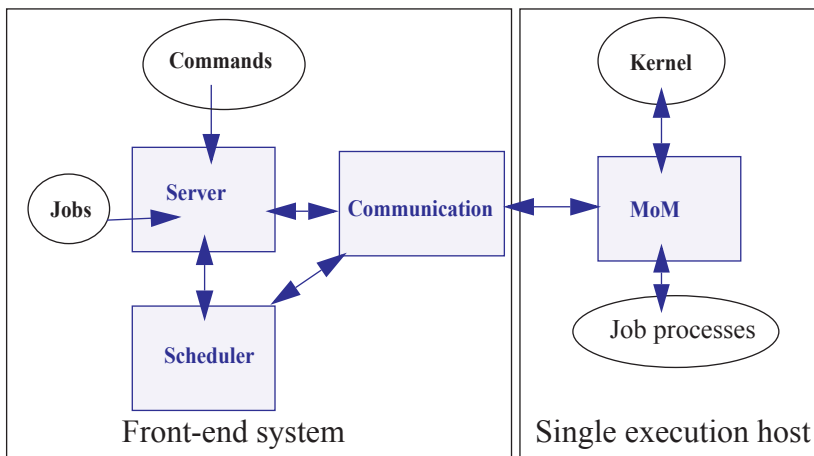 Commands
Kernel
Server
Jobs
Communication
MoM
Scheduler
Job processes
Front-end system
Single execution host